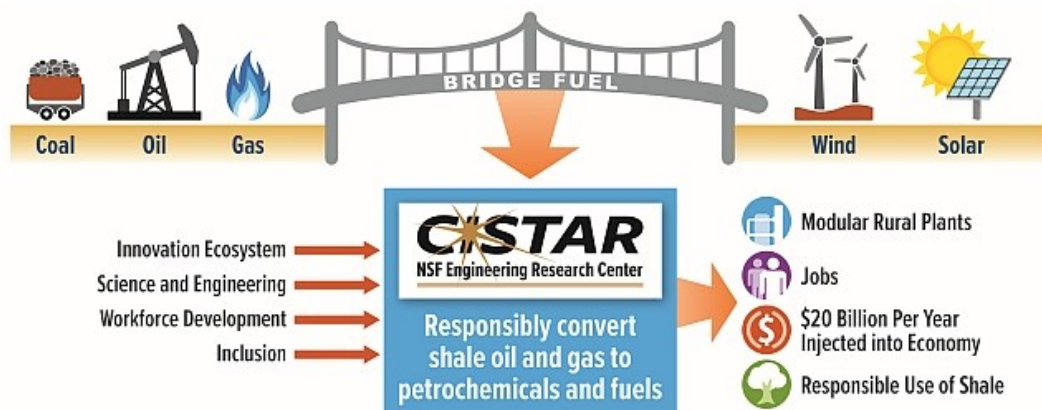 BRIDGE FUEL
Coal
Oil
Gas
Wind
Solar
CISTAR
NSF Engineering Research Center
Responsibly convert
shale oil and gas to
petrochemicals and fuels
Innovation Ecosystem
Science and Engineering
Workforce Development
Inclusion
Modular Rural Plants
Jobs
$
$20 Billion Per Year
Injected into Economy
Responsible Use of Shale